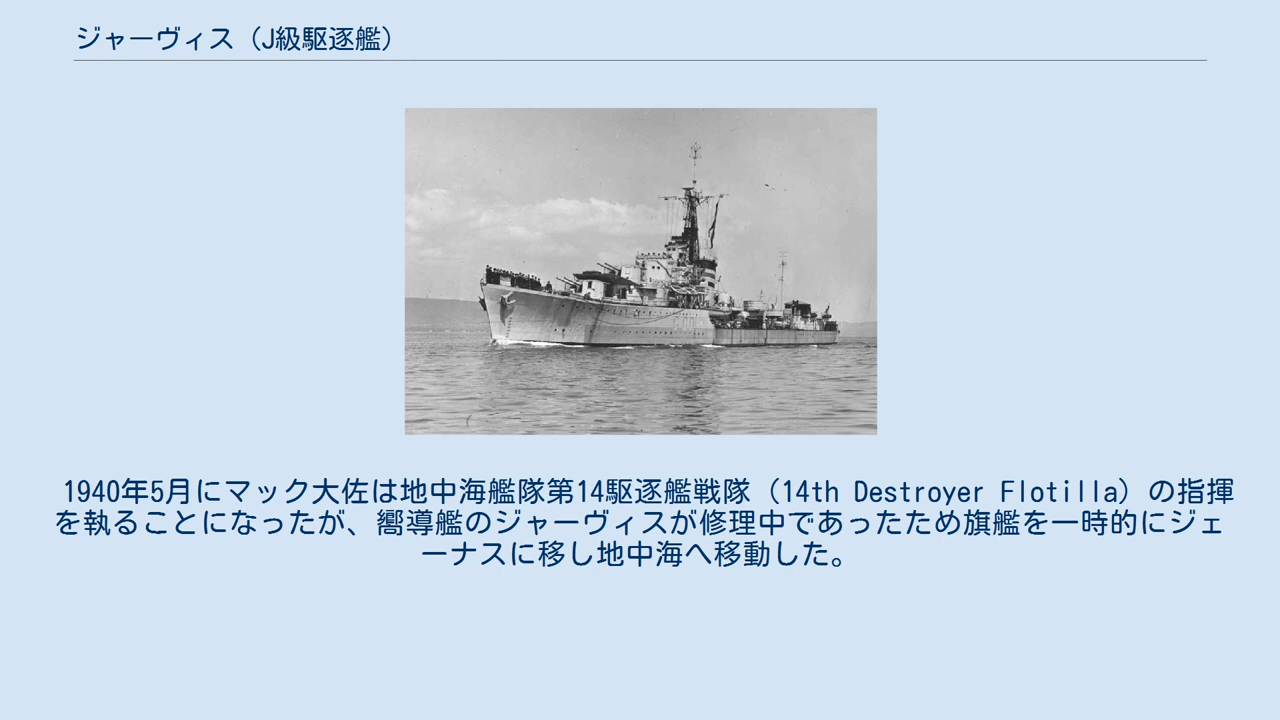 ジャーヴィス（J級駆逐艦）
1940年5月にマック大佐は地中海艦隊第14駆逐艦戦隊（14th Destroyer Flotilla）の指揮
を執ることになったが、嚮導艦のジャーヴィスが修理中であったため旗艦を一時的にジェ
ーナスに移し地中海へ移動した。